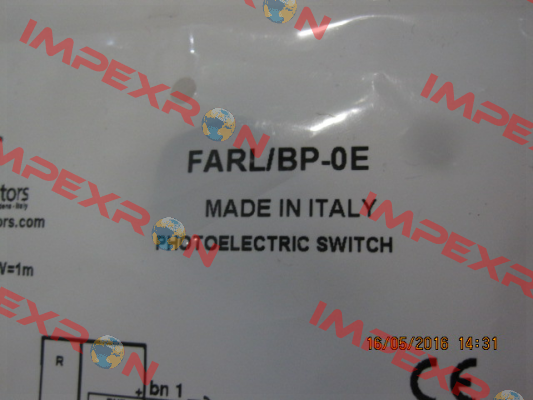 IMPEXRON
IMPEXRON
IMPEXRON
FARL/BP-0E
MADE IN ITALY
PHOTOELECTRIC SWITCH
tors
ors.com
=1m
16/05/2016 14:31
R
+
bn 1
CE
IMPEXRON
IMPEXRON